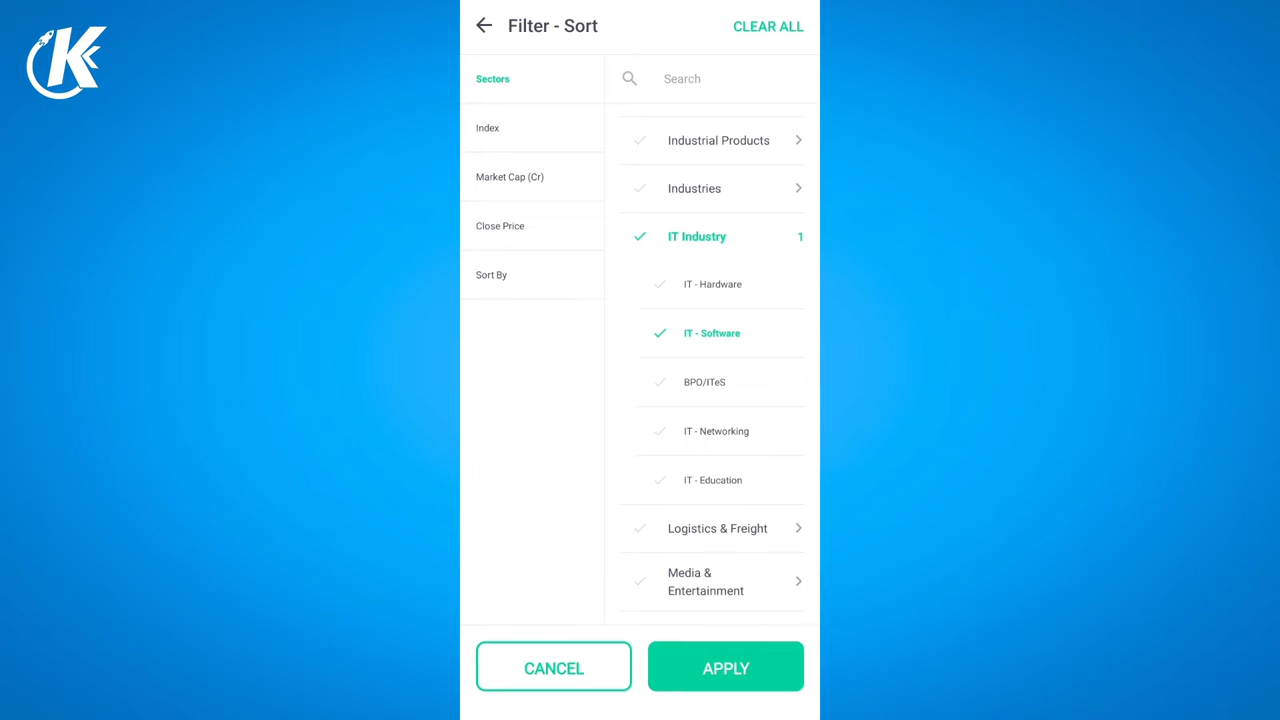 K
Filter - Sort
CLEAR ALL
Sectors
Index
Market Cap (Cr)
Close Price
Sort By
Search
Industrial Products
Industries
IT Industry 1
IT - Hardware
IT - Software
BPO/ITeS
IT - Networking
IT - Education
Logistics & Freight
Media &
Entertainment
CANCEL
APPLY